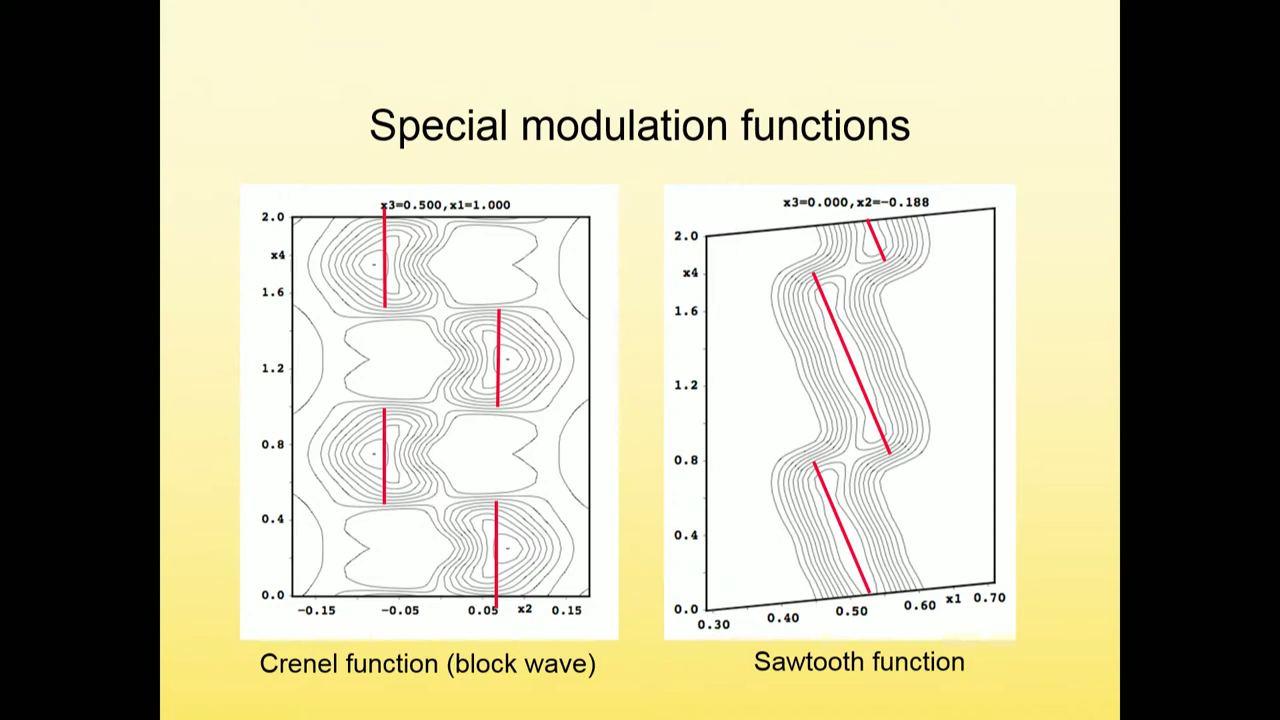 Special modulation functions
x3=0.500,x1=1.000
2.0
x4
1.6
1.2
0.8
0.4
0.0
−0.15 −0.05 0.05 x2 0.15
Crenel function (block wave)
x3=0.000,x2=−0.188
2.0
x4
1.6
1.2
0.8
0.4
0.0
0.30 0.40 0.50 0.60 x1 0.70
Sawtooth function